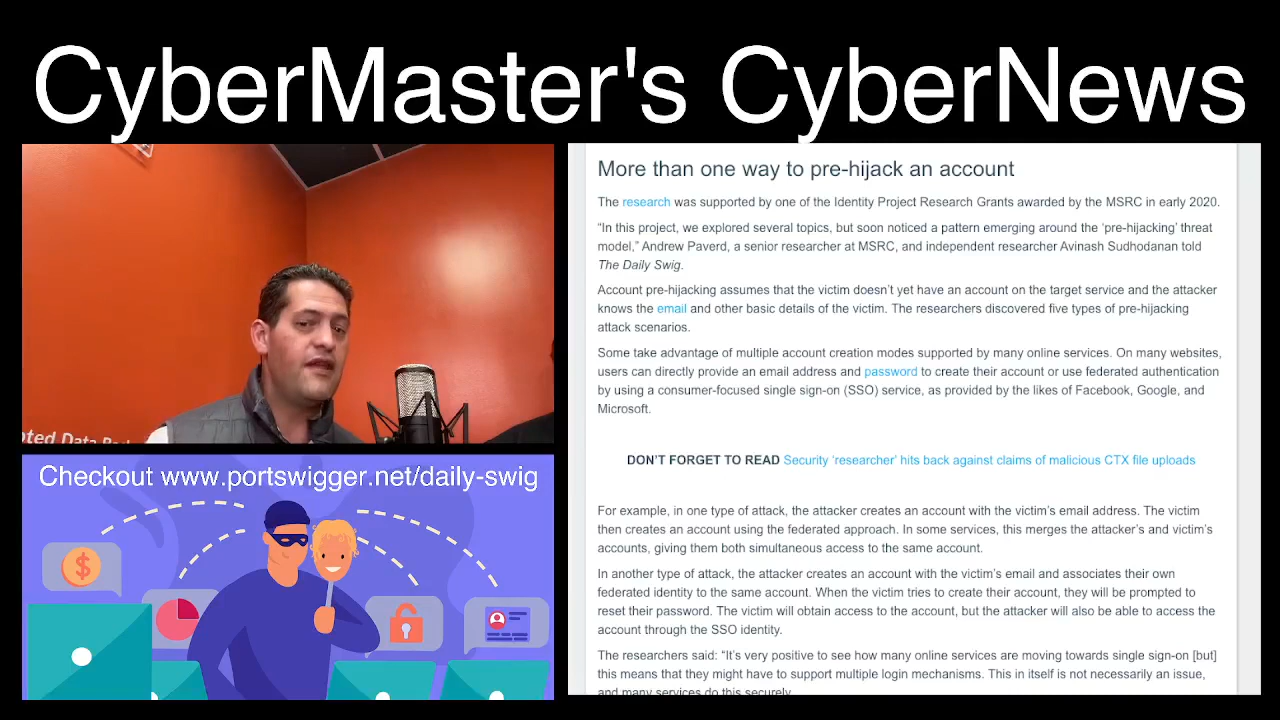 CyberMaster's CyberNews
oted Data
Checkout www.portswigger.net/daily-swig
More than one way to pre-hijack an account
The research was supported by one of the Identity Project Research Grants awarded by the MSRC in early 2020.
“In this project, we explored several topics, but soon noticed a pattern emerging around the ‘pre-hijacking’ threat
model,” Andrew Paverd, a senior researcher at MSRC, and independent researcher Avinash Sudhodanan told
The Daily Swig.
Account pre-hijacking assumes that the victim doesn’t yet have an account on the target service and the attacker
knows the email and other basic details of the victim. The researchers discovered five types of pre-hijacking
attack scenarios.
Some take advantage of multiple account creation modes supported by many online services. On many websites,
users can directly provide an email address and password to create their account or use federated authentication
by using a consumer-focused single sign-on (SSO) service, as provided by the likes of Facebook, Google, and
Microsoft.
DON’T FORGET TO READ Security ‘researcher’ hits back against claims of malicious CTX file uploads
For example, in one type of attack, the attacker creates an account with the victim’s email address. The victim
then creates an account using the federated approach. In some services, this merges the attacker’s and victim’s
accounts, giving them both simultaneous access to the same account.
In another type of attack, the attacker creates an account with the victim’s email and associates their own
federated identity to the same account. When the victim tries to create their account, they will be prompted to
reset their password. The victim will obtain access to the account, but the attacker will also be able to access the
account through the SSO identity.
The researchers said: “It’s very positive to see how many online services are moving towards single sign-on [but]
this means that they might have to support multiple login mechanisms. This in itself is not necessarily an issue,
and many services do this securely